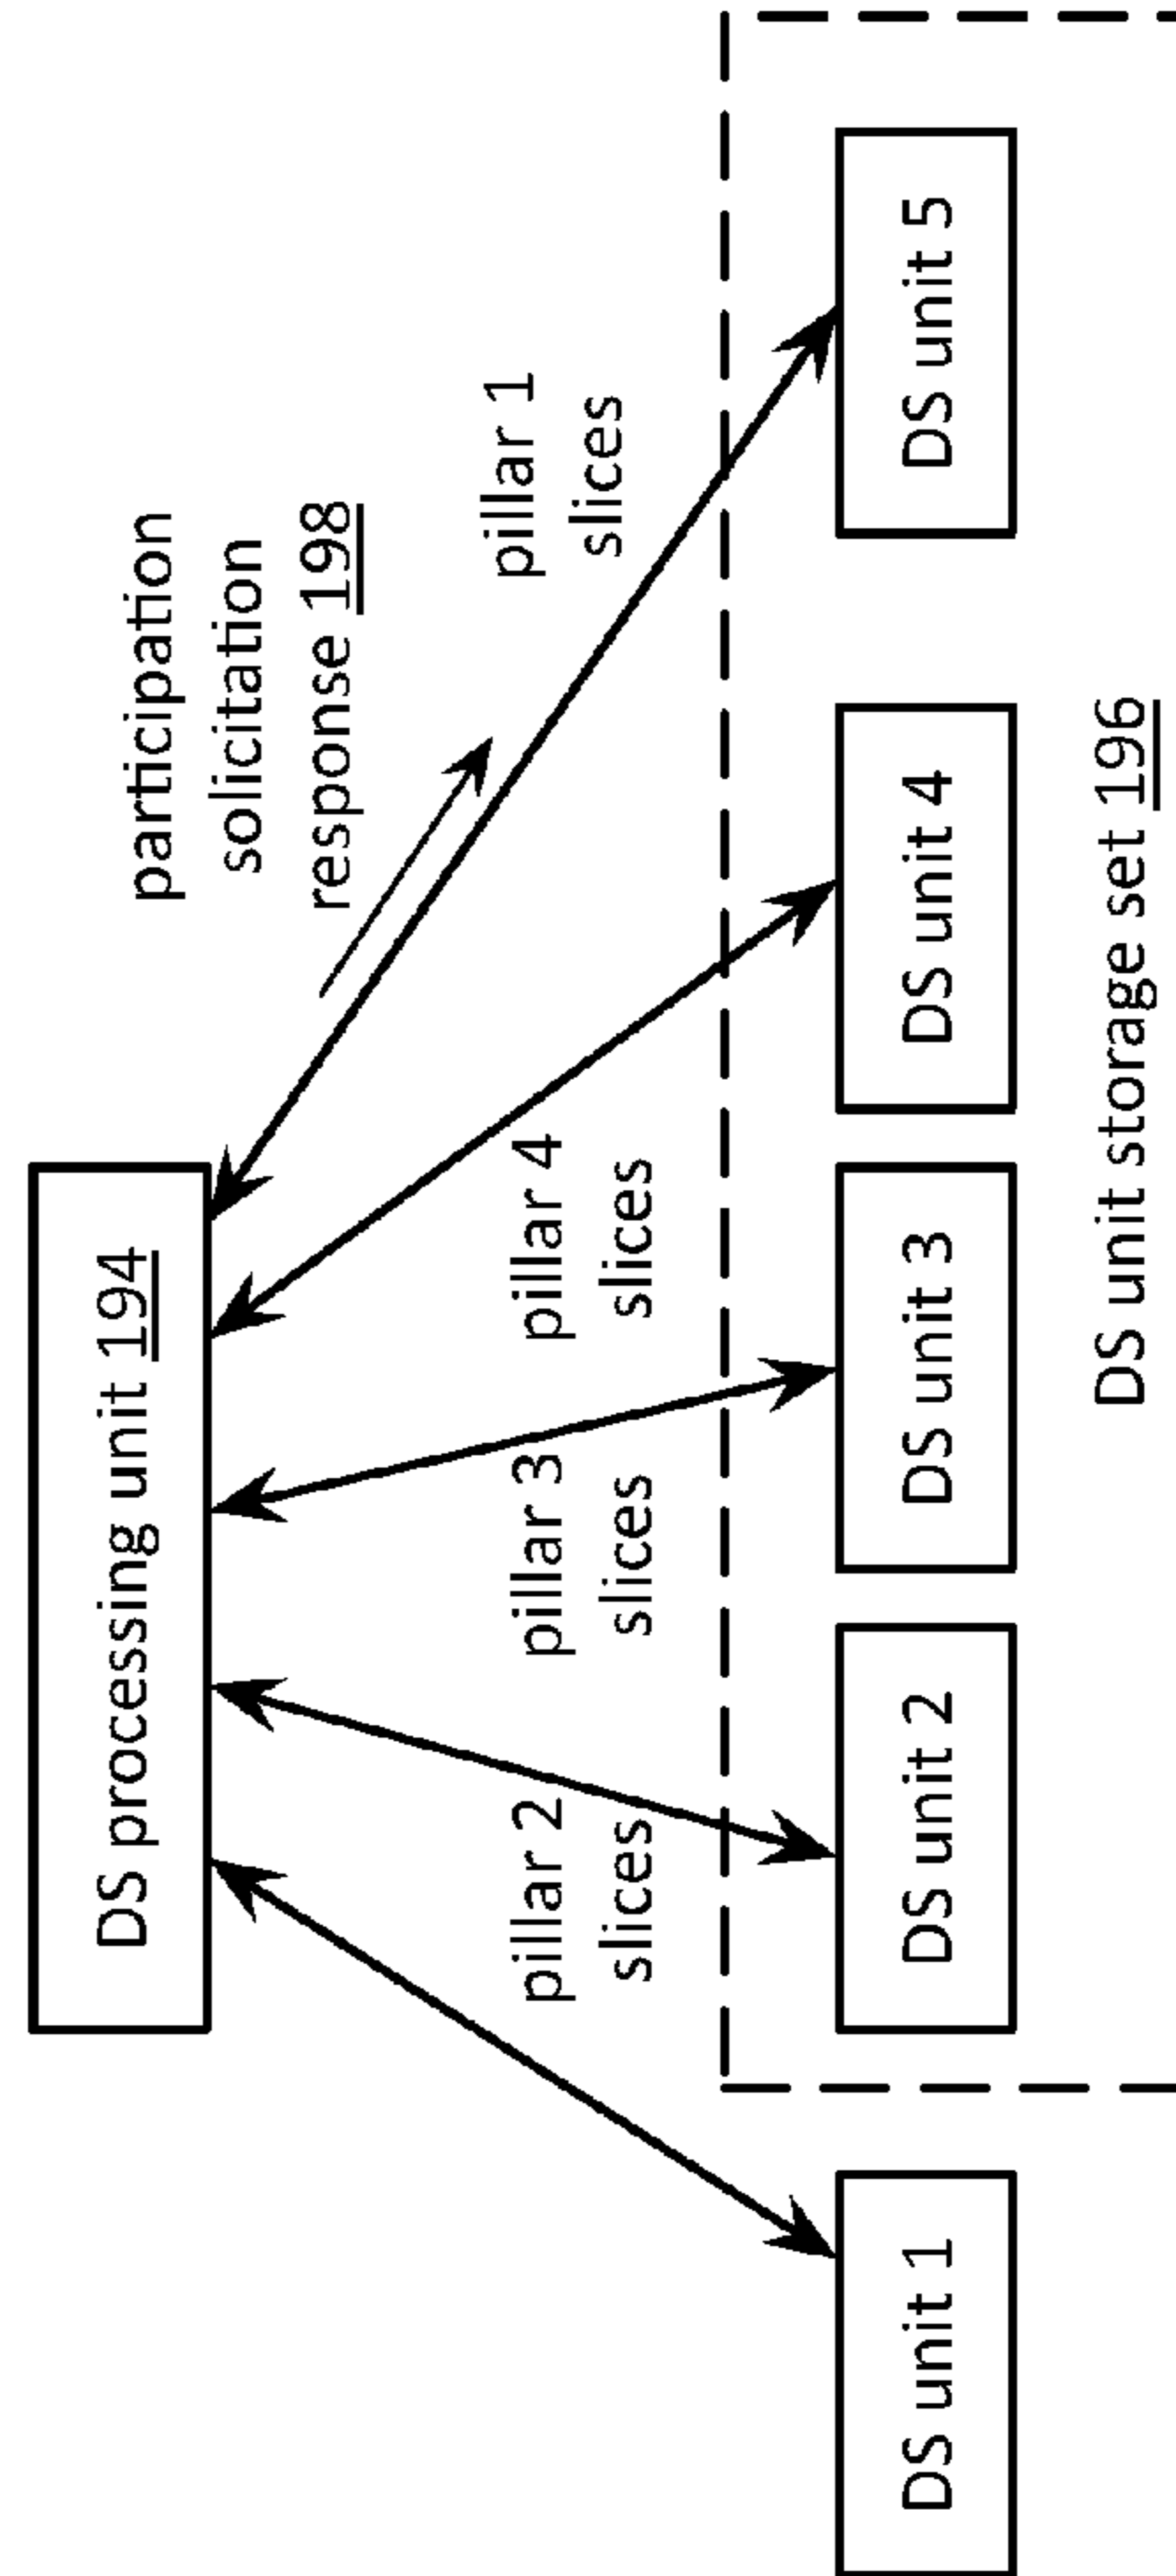 DS processing unit 194
participation
solicitation
response 198
pillar 1
slices
pillar 2
slices
pillar 3
slices
pillar 4
slices
DS unit 1
DS unit 2
DS unit 3
DS unit 4
DS unit 5
DS unit storage set 196